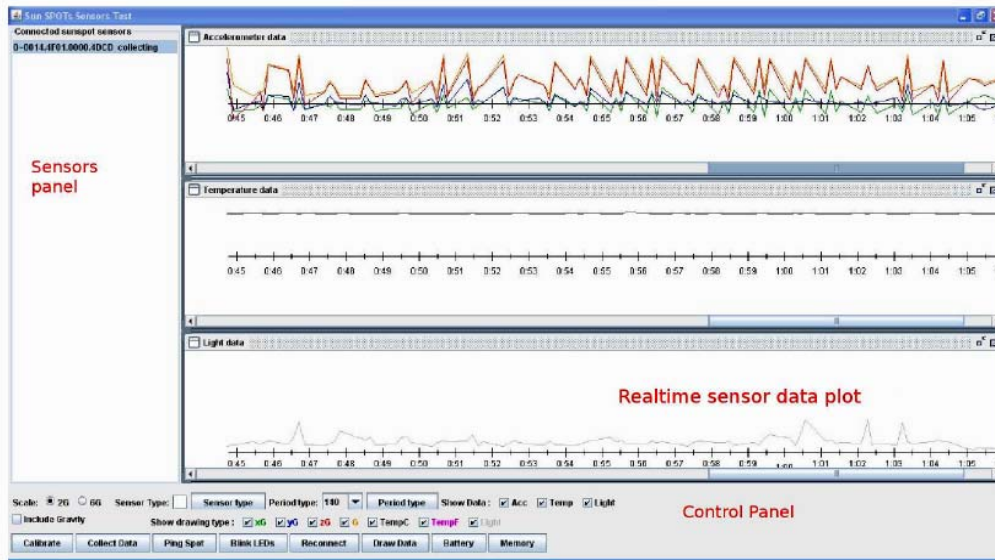 Sun SPOTs Sensors Test
Connected sunspot sensors
0-0014.4F01.0000.4DCD collecting
Sensors
panel
Accelerometer data
0:45 0:46 0:47 0:48 0:49 0:50 0:51 0:52 0:53 0:54 0:55 0:56 0:57 0:58 0:59 1:00 1:01 1:02 1:03 1:04 1:05
Temperature data
0:45 0:46 0:47 0:48 0:49 0:50 0:51 0:52 0:53 0:54 0:55 0:56 0:57 0:58 0:59 1:00 1:01 1:02 1:03 1:04 1:05
Light data
Realtime sensor data plot
0:45 0:46 0:47 0:48 0:49 0:50 0:51 0:52 0:53 0:54 0:55 0:56 0:57 0:58 0:59 1:00 1:01 1:02 1:03 1:04 1:05
Scale: 2G 6G Sensor Type: Sensor type Period type: 180 Period type Show Data: Acc Temp Light
Control Panel
Include Gravity Show drawing type: xG yG zG G TempC TempF Light
Calibrate Collect Data Ping Spot Blink LEDs Reconnect Draw Data Battery Memory